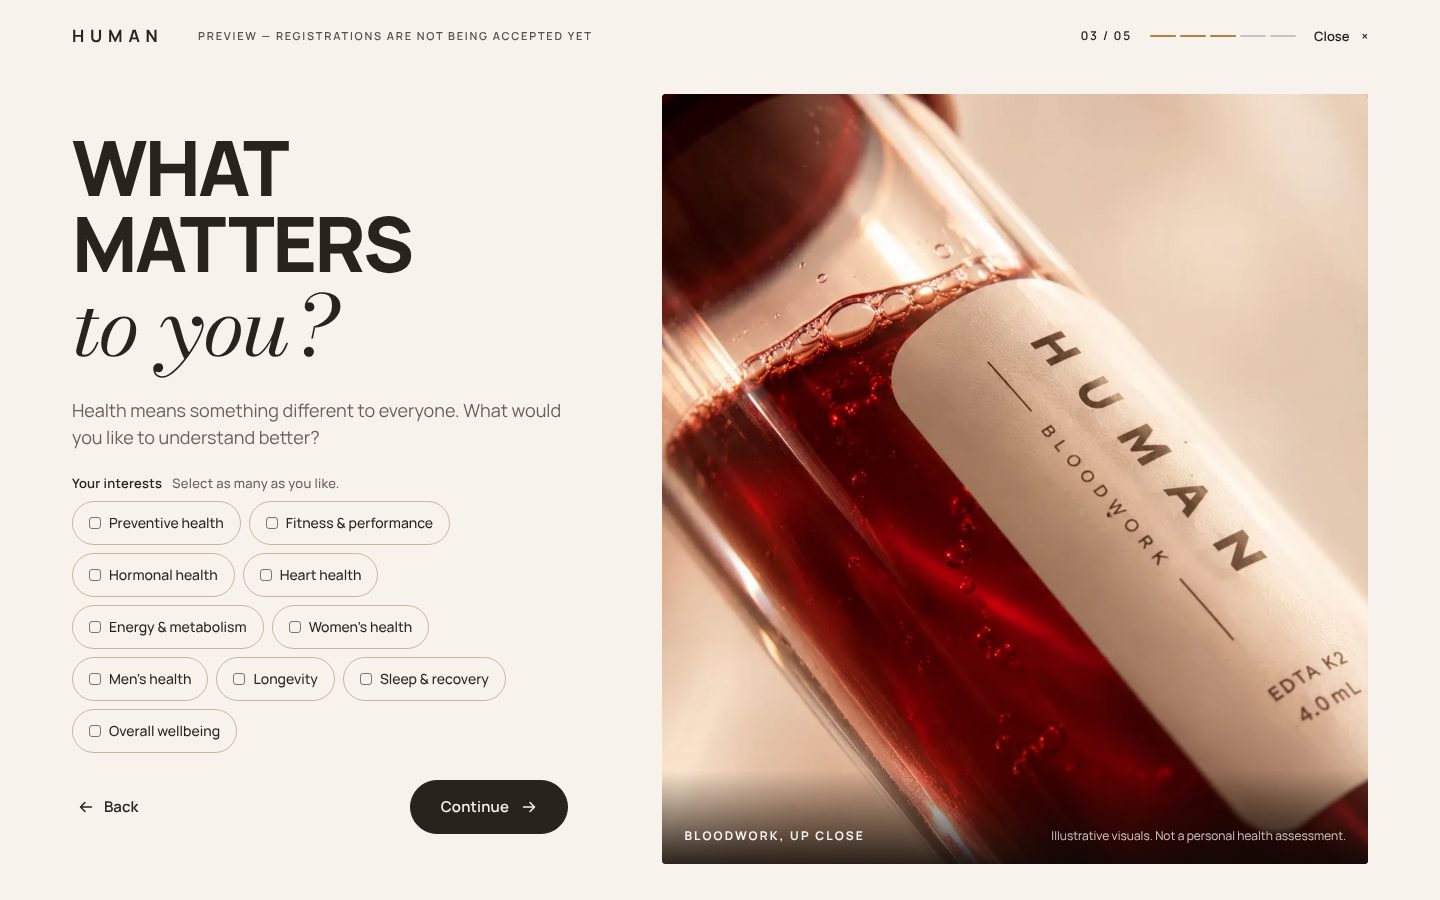 HUMAN
PREVIEW — REGISTRATIONS ARE NOT BEING ACCEPTED YET
03 / 05
Close ×
WHAT
MATTERS
to you?
Health means something different to everyone. What would
you like to understand better?
Your interests Select as many as you like.
Preventive health
Fitness & performance
Hormonal health
Heart health
Energy & metabolism
Women's health
Men's health
Longevity
Sleep & recovery
Overall wellbeing
← Back
Continue →
HUMAN
BLOODWORK
EDTA K2
4.0 mL
BLOODWORK, UP CLOSE
Illustrative visuals. Not a personal health assessment.